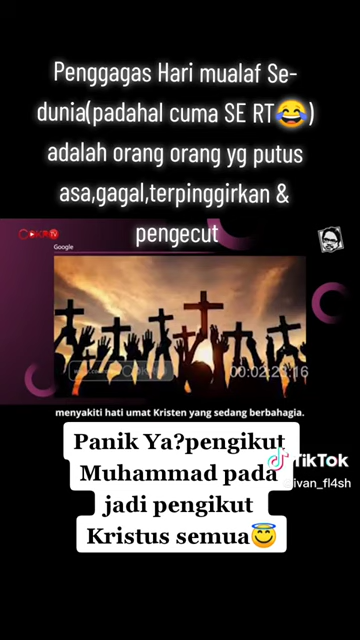 Penggagas Hari mualaf Se-
dunia(padahal cuma SE RT😂)
adalah orang orang yg putus
asa,gagal,terpinggirkan &
pengecut
Google
00:02:23:16
menyakiti hati umat Kristen yang sedang berbahagia.
Panik Ya?pengikut
Muhammad pada
jadi pengikut
Kristus semua😇
TikTok
ivan_fl4sh